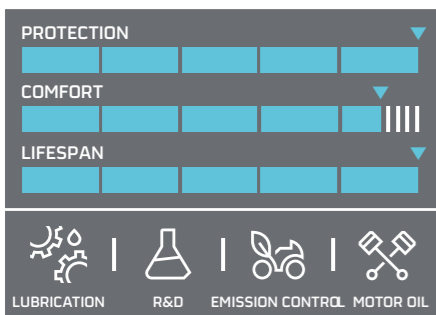 PROTECTION
COMFORT
LIFESPAN
LUBRICATION R&D EMISSION CONTROL MOTOR OIL